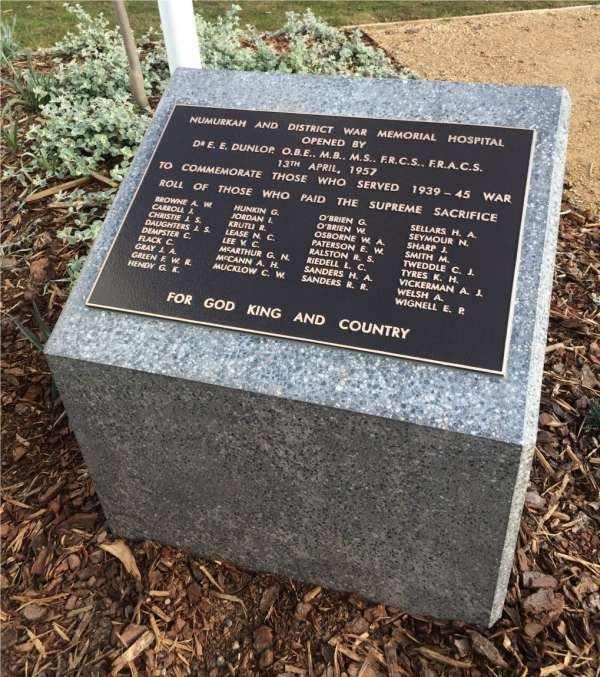 NUMURKAH AND DISTRICT WAR MEMORIAL HOSPITAL
OPENED BY
DR E. E. DUNLOP. O.B.E., M.B., M.S., F.R.C.S., F.R.A.C.S.
13TH APRIL, 1957
TO COMMEMORATE THOSE WHO SERVED 1939 - 45 WAR
ROLL OF THOSE WHO PAID THE SUPREME SACRIFICE
BROWNE A. W.
CARROLL J.
CHRISTIE J. S.
DAUGHTERS J. S.
DEMPSTER C.
FLACK C.
GRAY J. A.
GREEN F. W. R.
HENDY G. K.
HUNKIN G.
JORDAN I.
KRUTLI R.
LEASE N. C.
LEE V. C.
McFARTHUR G. N.
McCANN A. H.
MUCKLOW C. W.
O'BRIEN G.
O'BRIEN W.
OSBORNE W. A.
PATERSON E. W.
RALSTON R. S.
RIEDELL L. C.
SANDERS H. A.
SANDERS R. R.
SELLARS H. A.
SEYMOUR N.
SHARP J.
SMITH M.
TWEDDLE C. J.
TYRES K. H.
VICKERMAN A. J.
WELSH A.
WIGNELL E. P.
FOR GOD KING AND COUNTRY